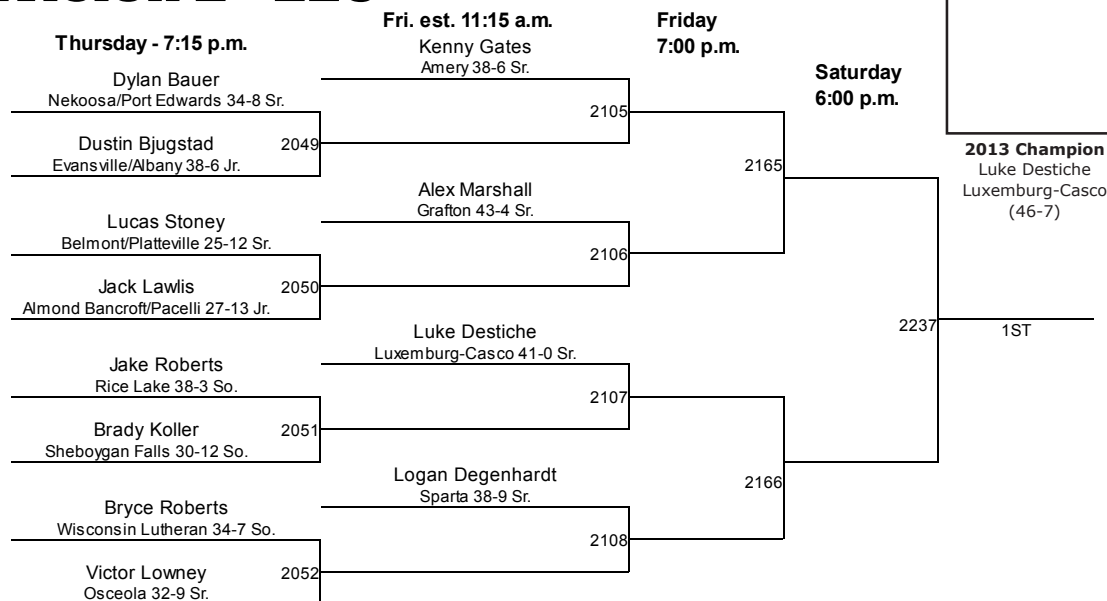 Fri. est. 11:15 a.m.
Friday
7:00 p.m.
Thursday - 7:15 p.m.
Saturday
6:00 p.m.
Dylan Bauer
Nekoosa/Port Edwards 34-8 Sr.
Dustin Bjugstad
Evansville/Albany 38-6 Jr.
2049
Lucas Stoney
Belmont/Platteville 25-12 Sr.
Jack Lawlis
Almond Bancroft/Pacelli 27-13 Jr.
2050
Jake Roberts
Rice Lake 38-3 So.
Brady Koller
Sheboygan Falls 30-12 So.
2051
Bryce Roberts
Wisconsin Lutheran 34-7 So.
Victor Lowney
Osceola 32-9 Sr.
2052
Kenny Gates
Amery 38-6 Sr.
2105
Alex Marshall
Grafton 43-4 Sr.
2106
Luke Destiche
Luxemburg-Casco 41-0 Sr.
2107
Logan Degenhardt
Sparta 38-9 Sr.
2108
2165
2166
2237
1ST
2013 Champion
Luke Destiche
Luxemburg-Casco
(46-7)